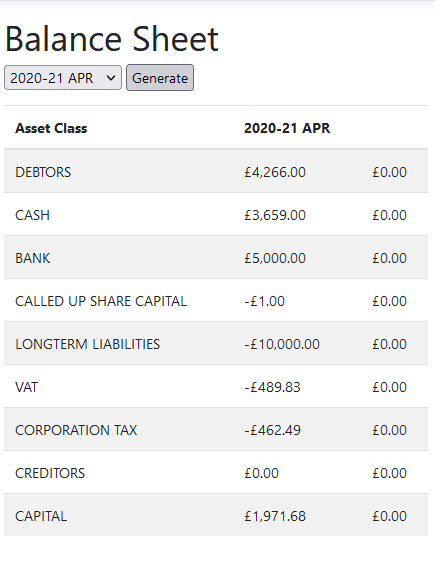 Balance Sheet
2020-21 APR Generate
Asset Class 2020-21 APR
DEBTORS £4,266.00 £0.00
CASH £3,659.00 £0.00
BANK £5,000.00 £0.00
CALLED UP SHARE CAPITAL -£1.00 £0.00
LONGTERM LIABILITIES -£10,000.00 £0.00
VAT -£489.83 £0.00
CORPORATION TAX -£462.49 £0.00
CREDITORS £0.00 £0.00
CAPITAL £1,971.68 £0.00